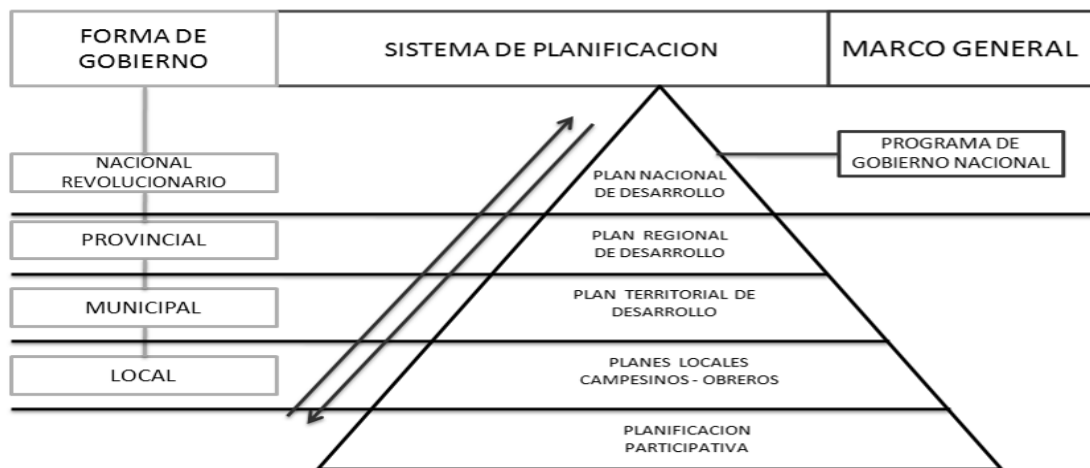 FORMA DE
GOBIERNO
SISTEMA DE PLANIFICACION
MARCO GENERAL
NACIONAL
REVOLUCIONARIO
PLAN NACIONAL
DE DESARROLLO
PROGRAMA DE
GOBIERNO NACIONAL
PROVINCIAL
PLAN REGIONAL
DE DESARROLLO
MUNICIPAL
PLAN TERRITORIAL DE
DESARROLLO
LOCAL
PLANES LOCALES
CAMPESINOS - OBREROS
PLANIFICACION
PARTICIPATIVA